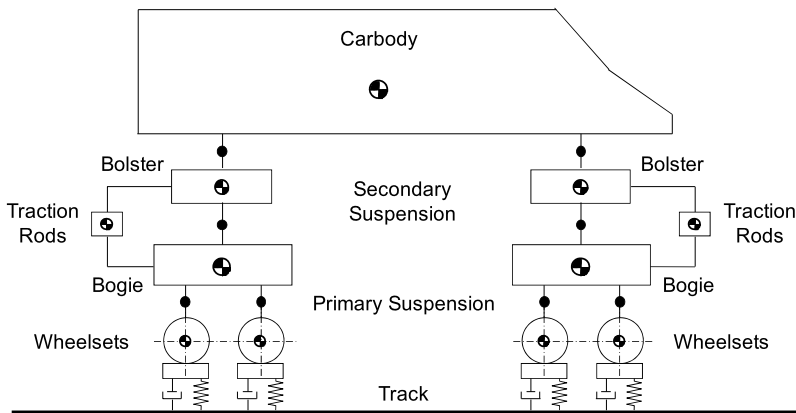 Carbody
Bolster
Bolster
Secondary
Suspension
Traction
Rods
Traction
Rods
Bogie
Bogie
Primary Suspension
Wheelsets
Wheelsets
Track